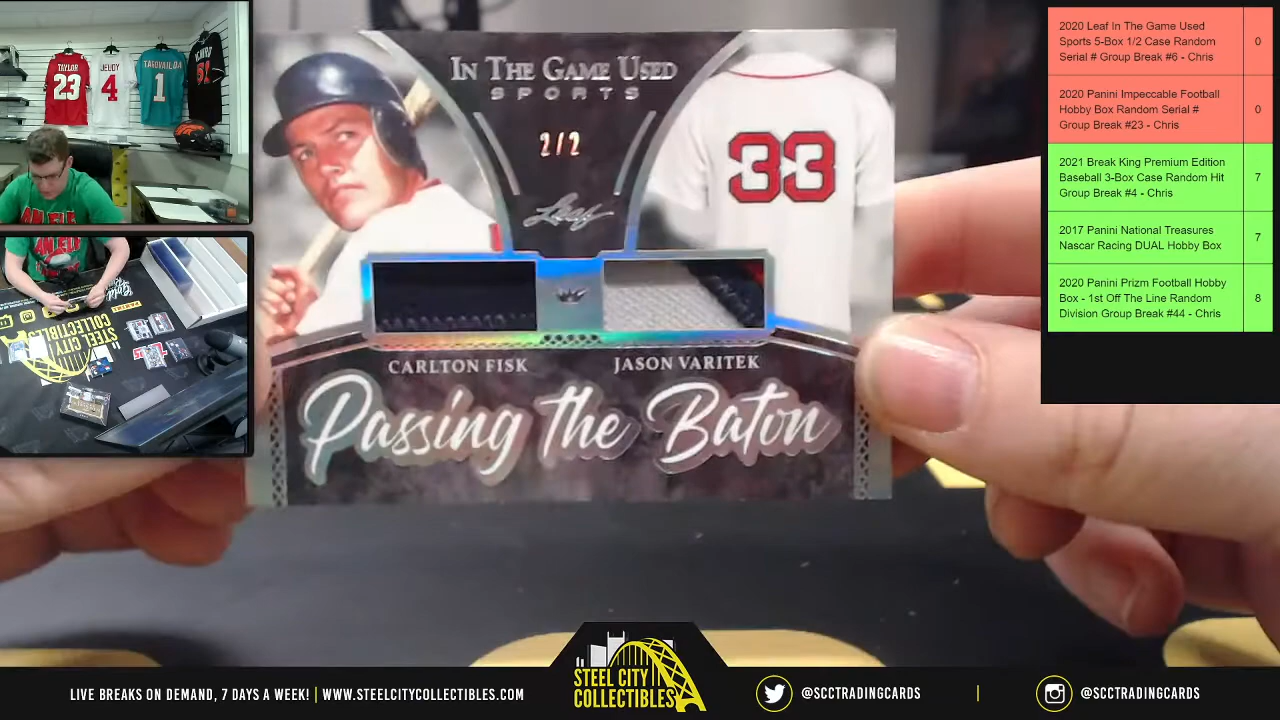 TAYLOR
23
JEUDY
4
TAGOVAILOA
1
IN THE GAME USED
SPORTS
2/2
Leaf
33
CARLTON FISK
JASON VARITEK
Passing the Baton
STEEL CITY
COLLECTIBLES
2020 Leaf In The Game Used
Sports 5-Box 1/2 Case Random
Serial # Group Break #6 - Chris
0
2020 Panini Impeccable Football
Hobby Box Random Serial #
Group Break #23 - Chris
0
2021 Break King Premium Edition
Baseball 3-Box Case Random Hit
Group Break #4 - Chris
7
2017 Panini National Treasures
Nascar Racing DUAL Hobby Box
7
2020 Panini Prizm Football Hobby
Box - 1st Off The Line Random
Division Group Break #44 - Chris
8
LIVE BREAKS ON DEMAND, 7 DAYS A WEEK! | WWW.STEELCITYCOLLECTIBLES.COM
STEEL CITY
COLLECTIBLES
@SCCTRADINGCARDS
@SCCTRADINGCARDS